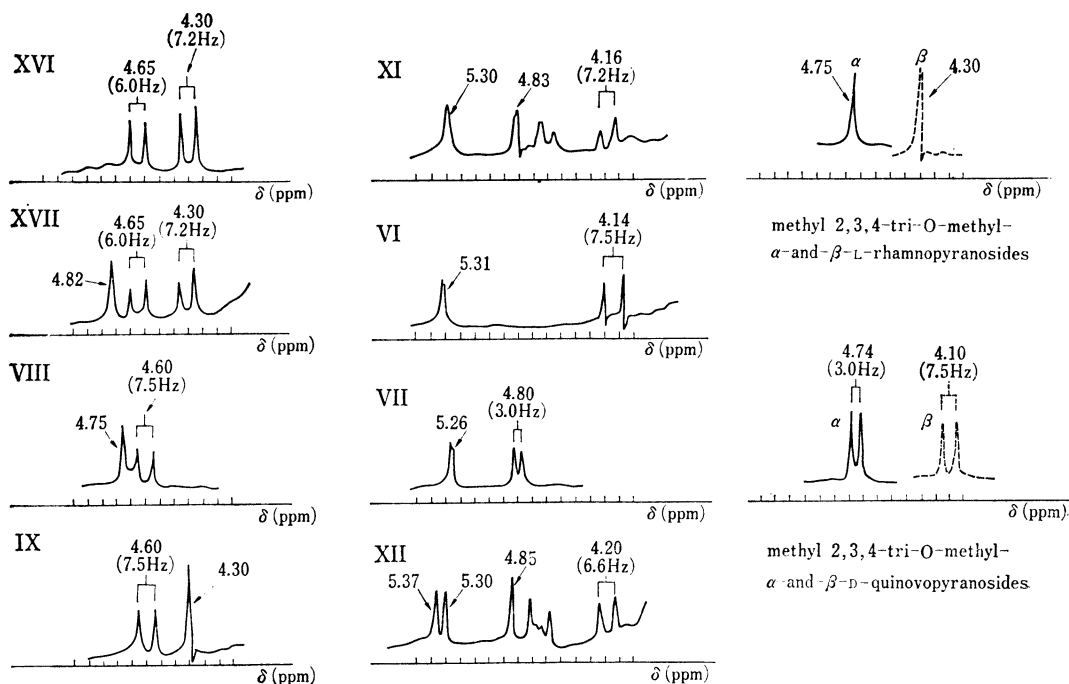 XVI
4.65
(6.0Hz)
4.30
(7.2Hz)
δ (ppm)
XVII
4.82
4.65
(6.0Hz)
4.30
(7.2Hz)
δ (ppm)
VIII
4.75
4.60
(7.5Hz)
δ (ppm)
IX
4.60
(7.5Hz)
4.30
δ (ppm)
XI
5.30
4.83
4.16
(7.2Hz)
δ (ppm)
VI
5.31
4.14
(7.5Hz)
δ (ppm)
VII
5.26
4.80
(3.0Hz)
δ (ppm)
XII
5.37
5.30
4.85
4.20
(6.6Hz)
δ (ppm)
4.75
α
β
4.30
δ (ppm)
methyl 2,3,4-tri-O-methyl-
α-and β-L-rhamnopyranosides
4.74
(3.0Hz)
4.10
(7.5Hz)
α
β
δ (ppm)
methyl 2,3,4-tri-O-methyl-
α-and-β-D-quinovopyranosides